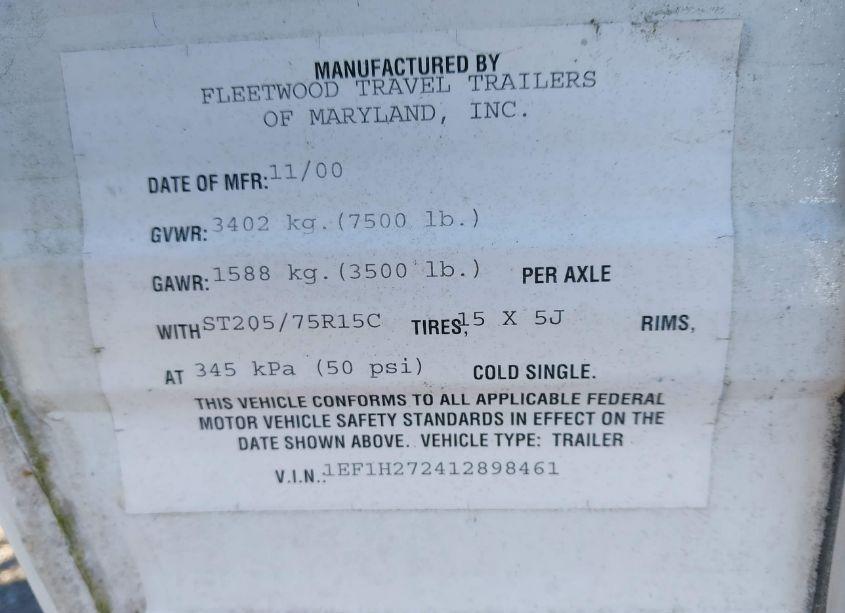 MANUFACTURED BY
FLEETWOOD TRAVEL TRAILERS
OF MARYLAND, INC.
DATE OF MFR: 11/00
GVWR: 3402 kg. (7500 lb.)
GAWR: 1588 kg. (3500 lb.) PER AXLE
WITH ST205/75R15C TIRES, 15 X 5J RIMS,
AT 345 kPa (50 psi) COLD SINGLE.
THIS VEHICLE CONFORMS TO ALL APPLICABLE FEDERAL
MOTOR VEHICLE SAFETY STANDARDS IN EFFECT ON THE
DATE SHOWN ABOVE. VEHICLE TYPE: TRAILER
V.I.N.: 1EF1H272412898461